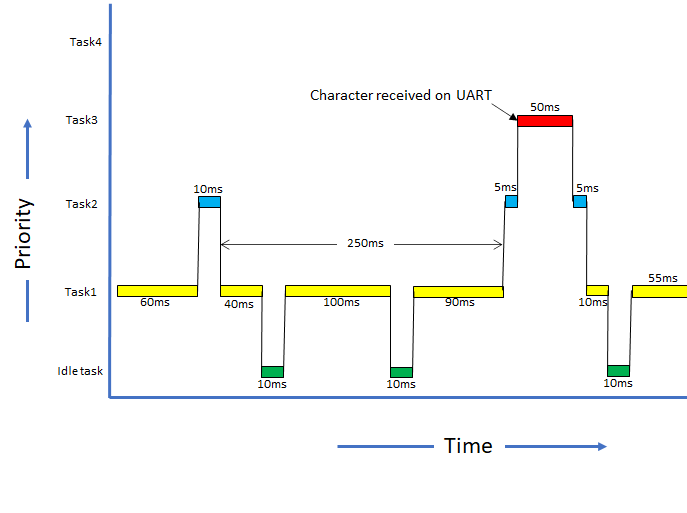 Task4
Character received on UART
50ms
Task3
10ms
5ms
5ms
Task2
Priority
250ms
55ms
Task1
60ms
40ms
100ms
90ms
10ms
Idle task
10ms
10ms
10ms
Time